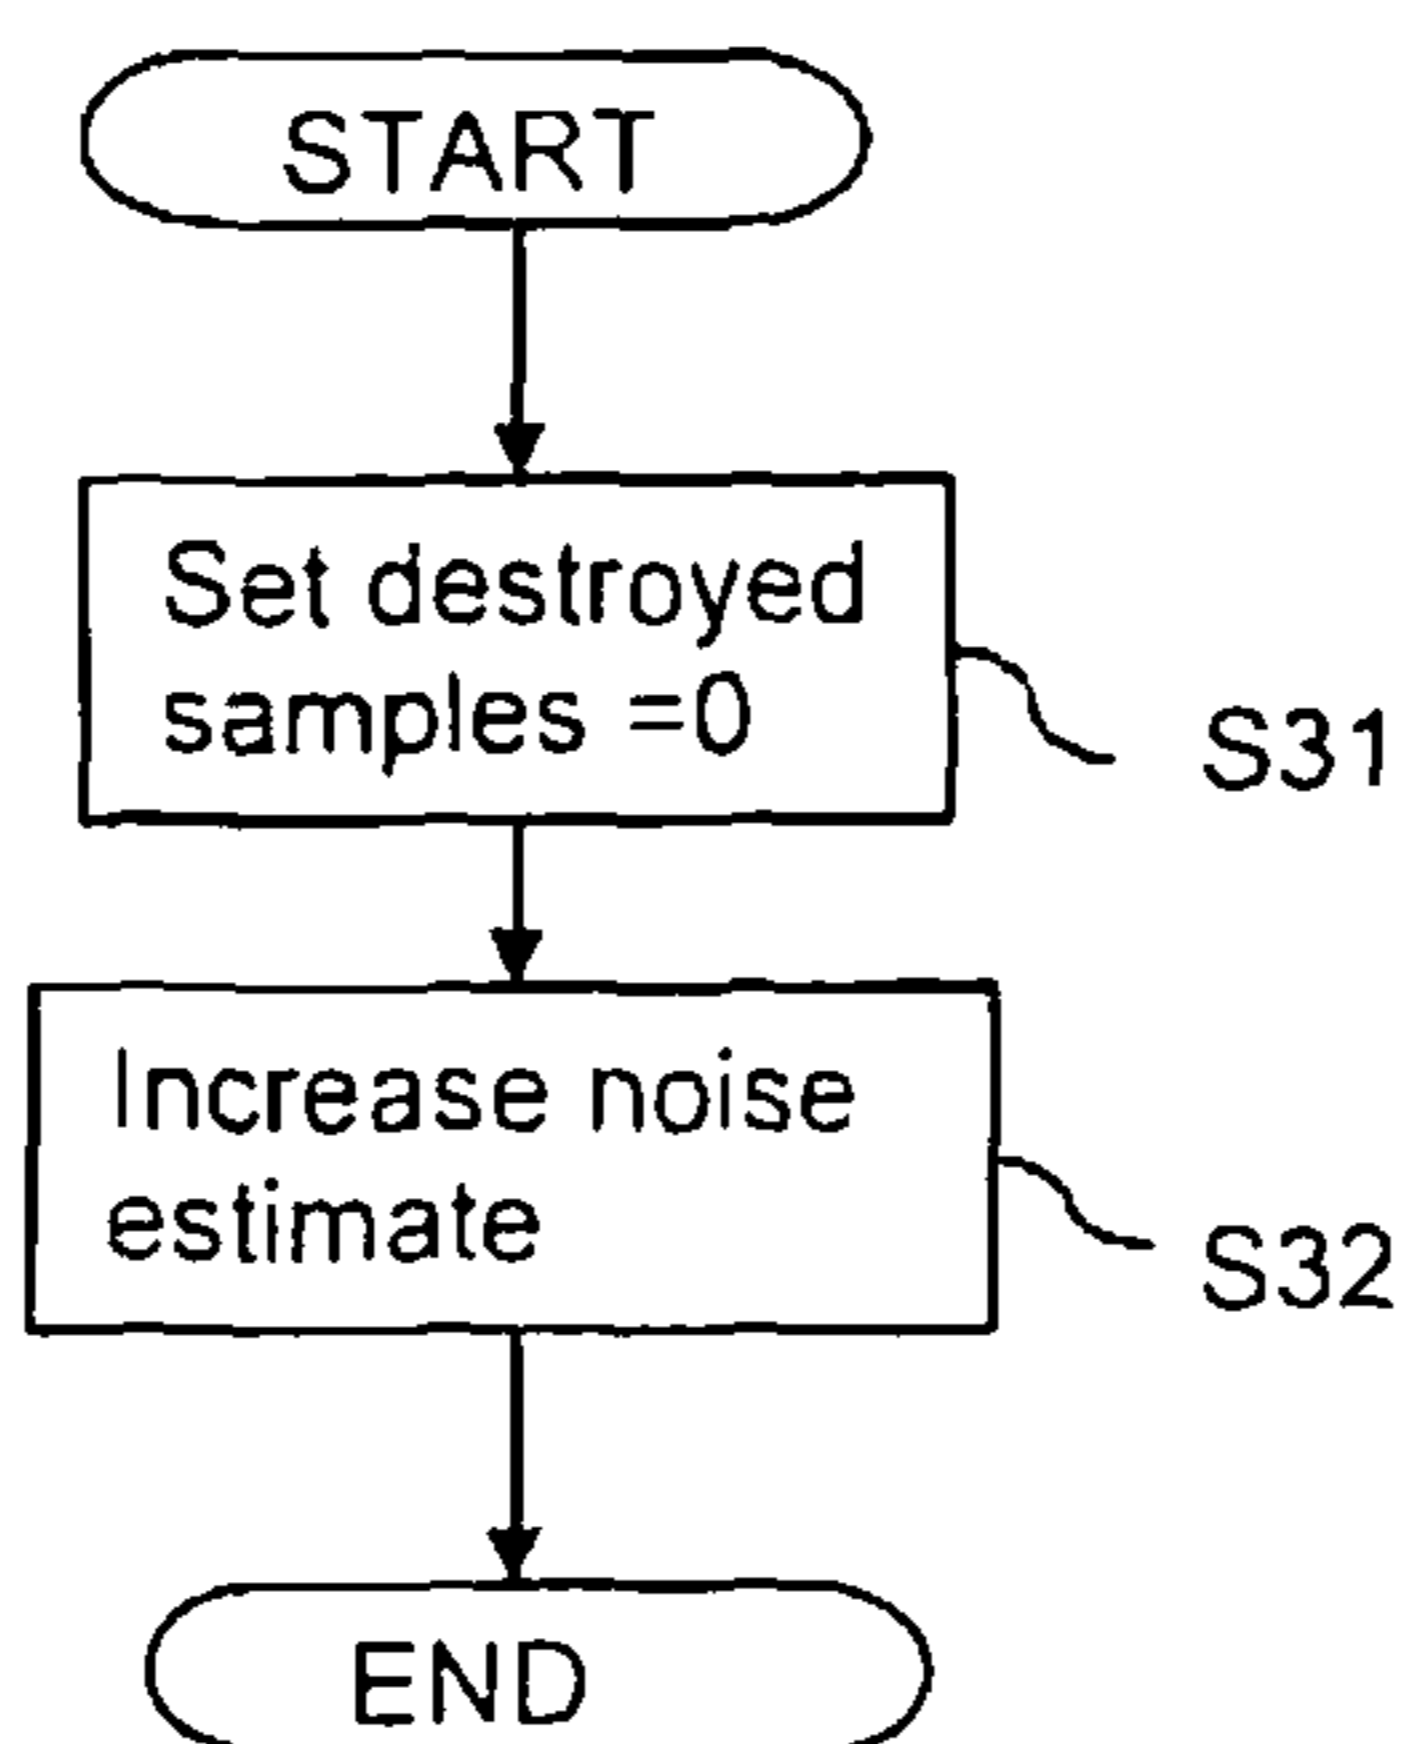 START
Set destroyed
samples =0
S31
Increase noise
estimate
S32
END